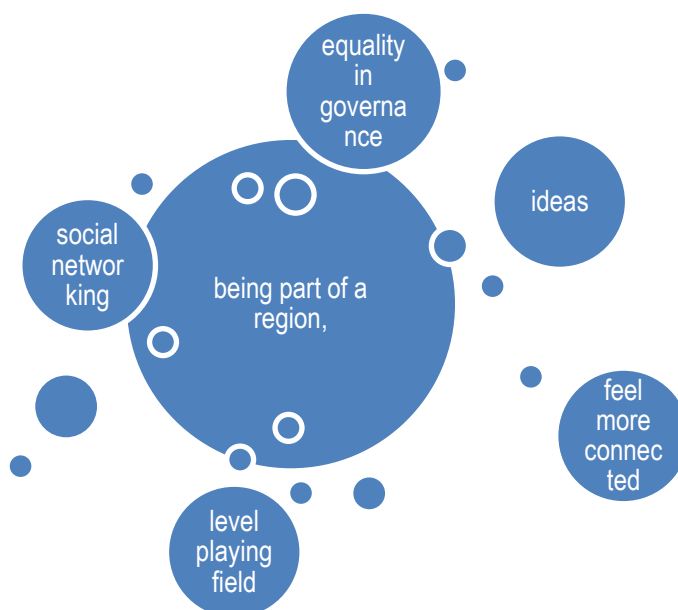 equality
in
governa
nce
ideas
social
networ
king
being part of a
region,
feel
more
connec
ted
level
playing
field